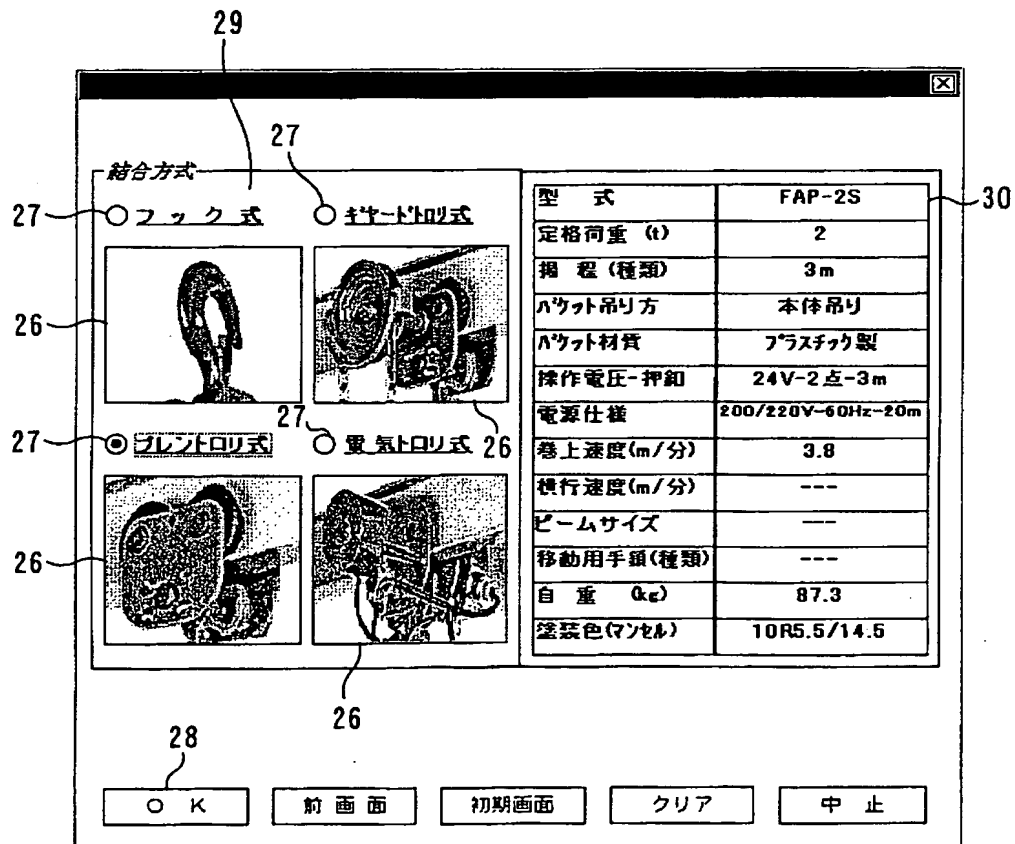 29
27
結合方式
27 フック式 ギヤードトロリ式
26
26
27
27 プレントロリ式 電気トロリ式
26
26
型 式 FAP-2S
30
定格荷重 (t) 2
揚 程 (種類) 3m
バケット吊り方 本体吊り
バケット材質 プラスチック製
操作電圧-押釦 24V-2点-3m
電源仕様 200/220V-60Hz-20m
巻上速度(m/分) 3.8
横行速度(m/分) ---
ビームサイズ ---
移動用手鎖(種類) ---
自 重 (kg) 87.3
塗装色(マンセル) 10R5.5/14.5
28
O K 前画面 初期画面 クリア 中 止